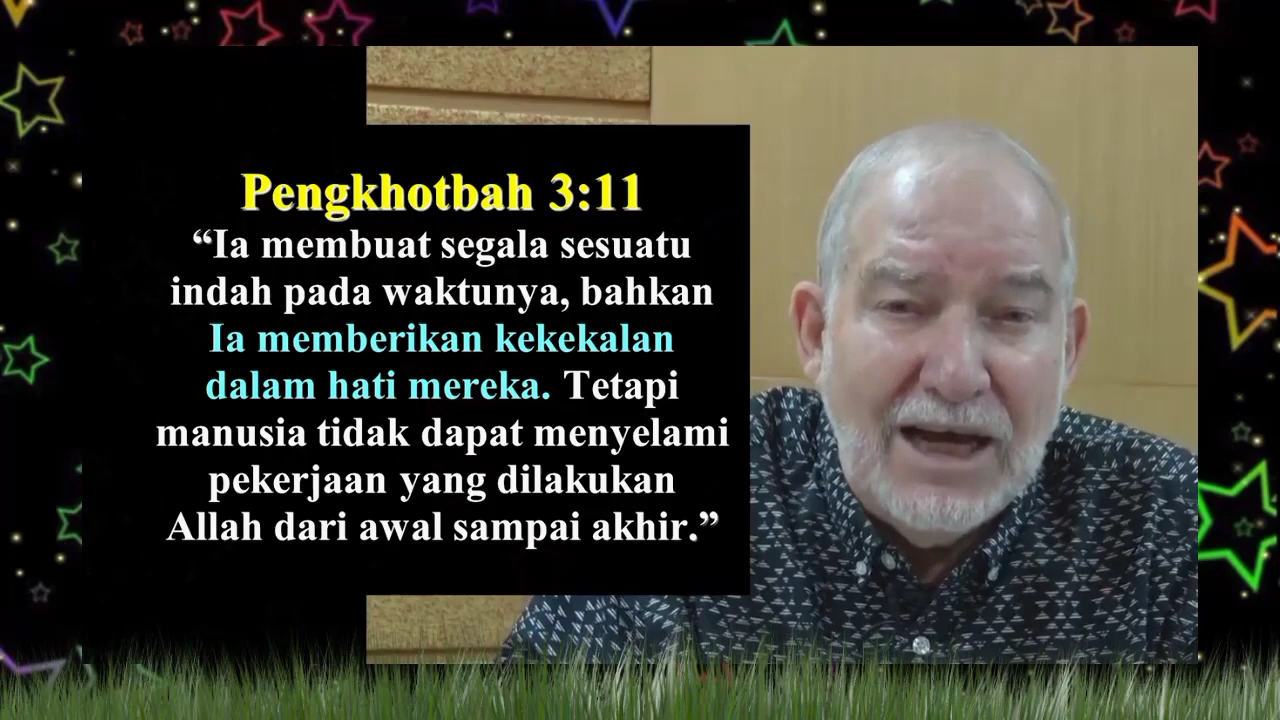 Pengkhotbah 3:11
“Ia membuat segala sesuatu
indah pada waktunya, bahkan
Ia memberikan kekekalan
dalam hati mereka. Tetapi
manusia tidak dapat menyelami
pekerjaan yang dilakukan
Allah dari awal sampai akhir.”